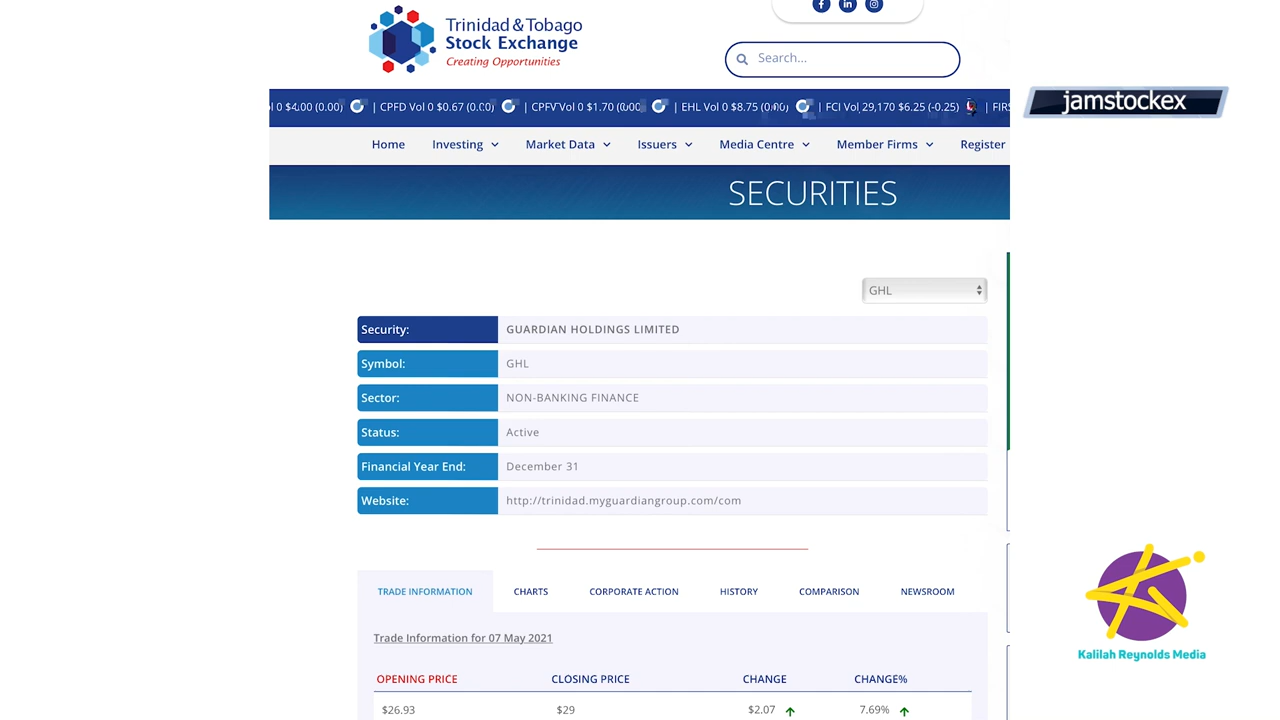 Trinidad & Tobago
Stock Exchange
Creating Opportunities
Search...
0 $4.00 (0.00) | CPFD Vol 0 $0.67 (0.00) | CPFV Vol 0 $1.70 (0.00 | EHL Vol 0 $8.75 (0.00) | FCI Vol 29,170 $6.25 (-0.25) | FIRS
jamstockex
Home Investing Market Data Issuers Media Centre Member Firms Register
SECURITIES
GHL
Security: GUARDIAN HOLDINGS LIMITED
Symbol: GHL
Sector: NON-BANKING FINANCE
Status: Active
Financial Year End: December 31
Website: http://trinidad.myguardiangroup.com/com
TRADE INFORMATION CHARTS CORPORATE ACTION HISTORY COMPARISON NEWSROOM
Trade Information for 07 May 2021
OPENING PRICE CLOSING PRICE CHANGE CHANGE%
$26.93 $29 $2.07 7.69%
Kalilah Reynolds Media